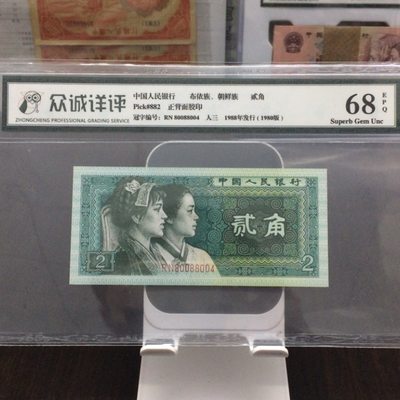 众诚详评
ZHONGCHENG PROFESSIONAL GRADING SERVICE
中国人民银行 布依族、朝鲜族 贰角
Pick#882 正背面胶印
冠字编号: RN 80088004 人三 1988年发行 (1980版)
68
EPQ
Superb Gem Unc
中国人民银行
贰角
RN80088004
2
2